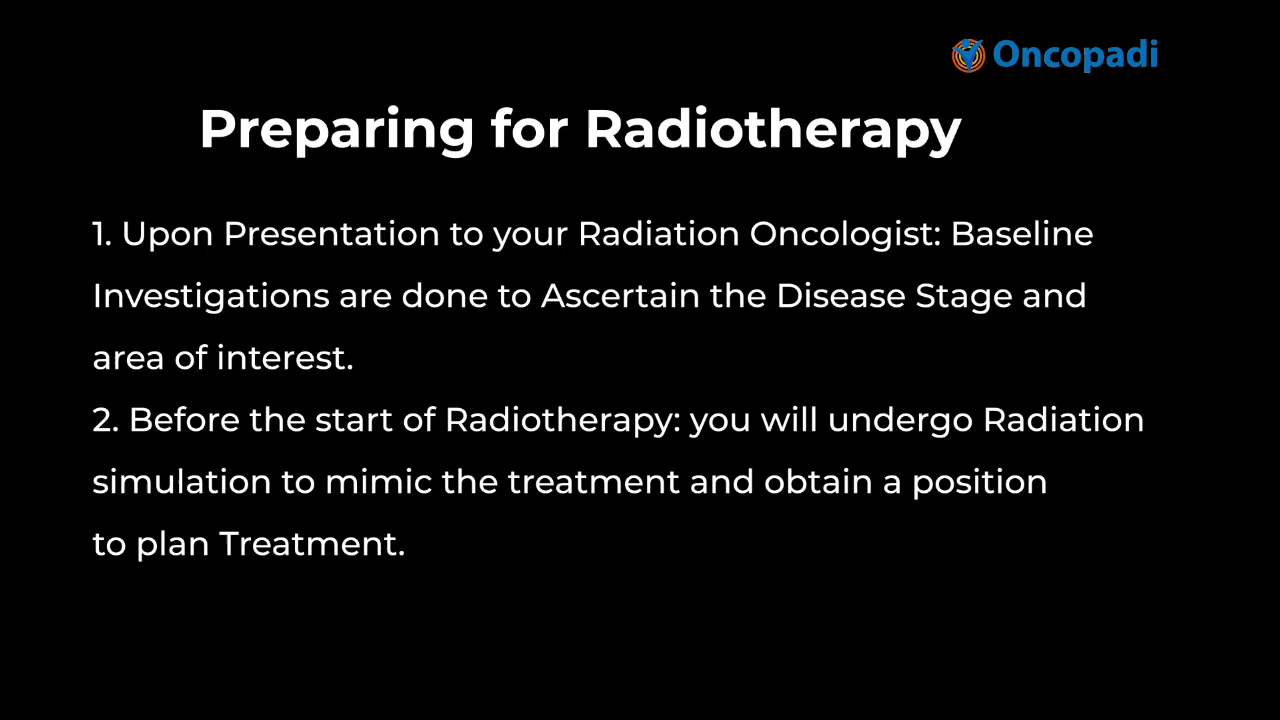 Oncopadi
Preparing for Radiotherapy
1. Upon Presentation to your Radiation Oncologist: Baseline
Investigations are done to Ascertain the Disease Stage and
area of interest.
2. Before the start of Radiotherapy: you will undergo Radiation
simulation to mimic the treatment and obtain a position
to plan Treatment.